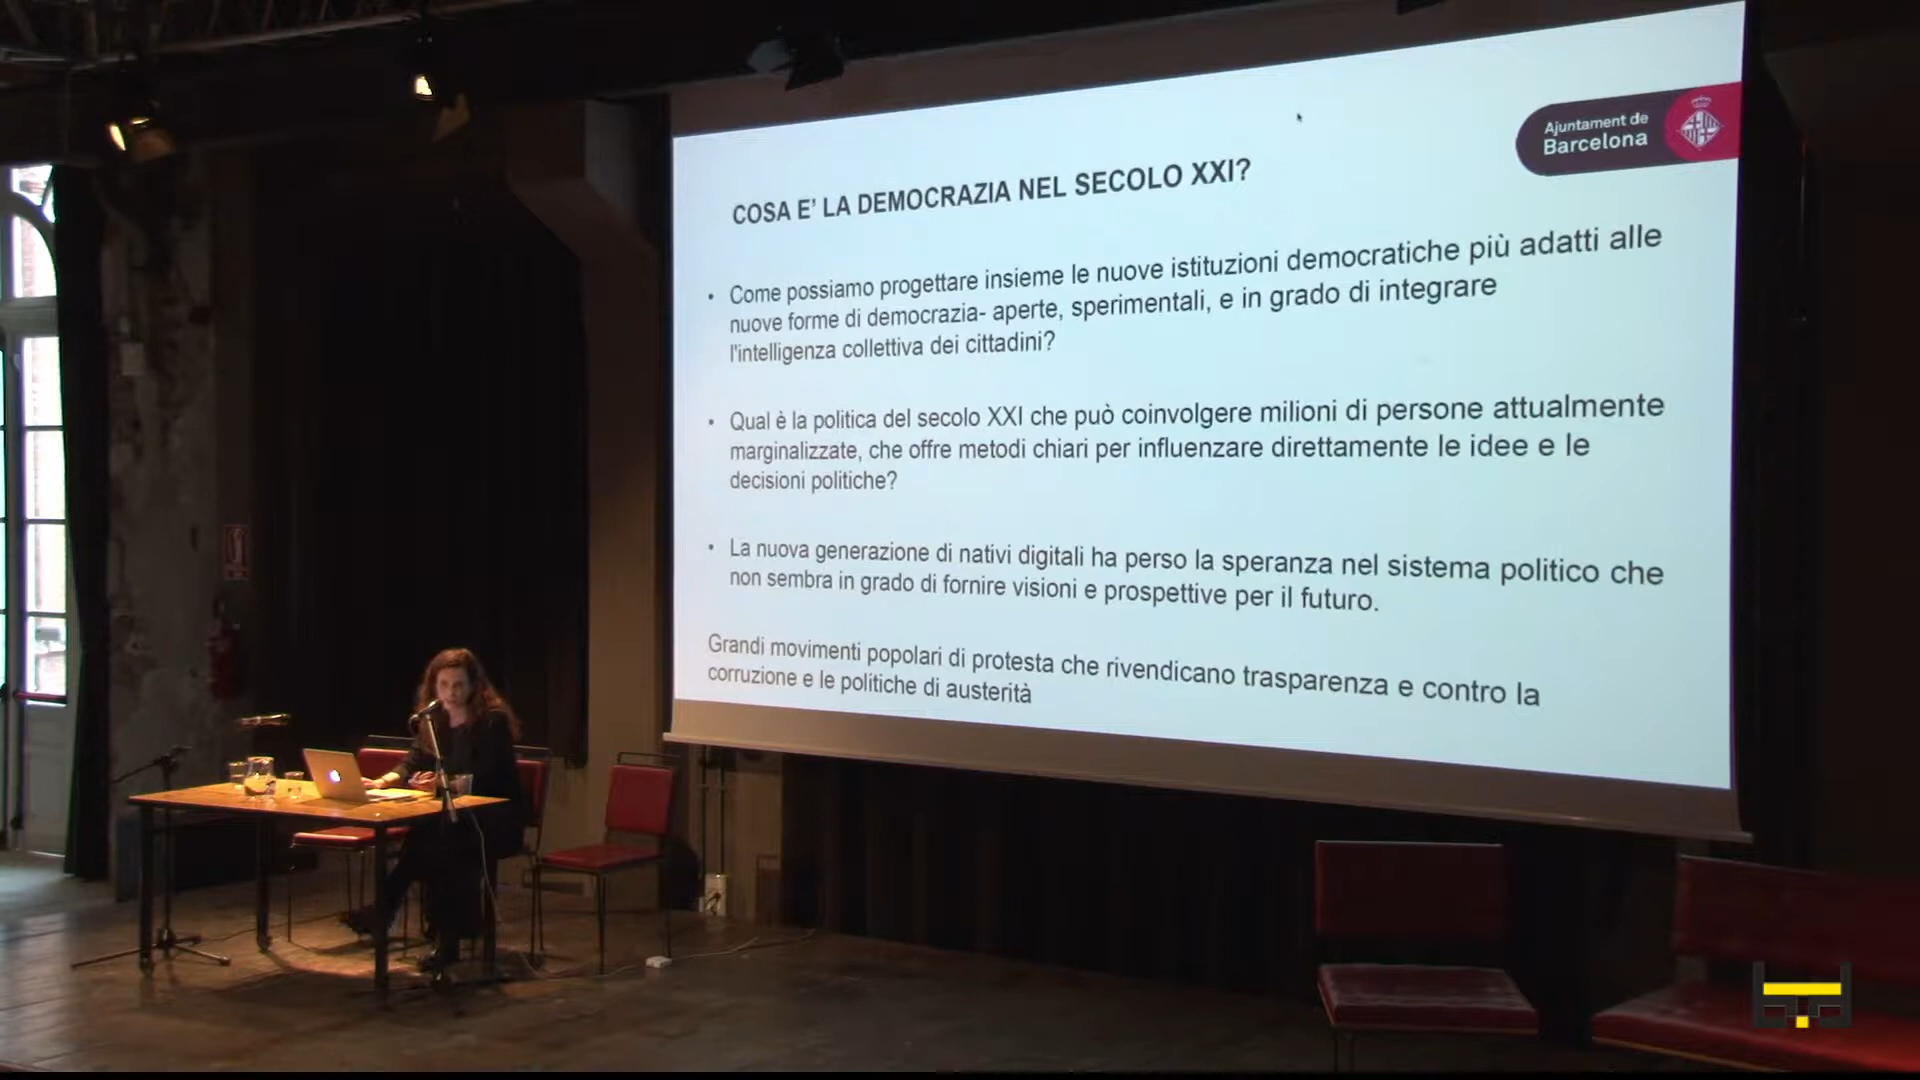 Ajuntament de
Barcelona
COSA E' LA DEMOCRAZIA NEL SECOLO XXI?
• Come possiamo progettare insieme le nuove istituzioni democratiche più adatti alle
nuove forme di democrazia- aperte, sperimentali, e in grado di integrare
l'intelligenza collettiva dei cittadini?
• Qual è la politica del secolo XXI che può coinvolgere milioni di persone attualmente
marginalizzate, che offre metodi chiari per influenzare direttamente le idee e le
decisioni politiche?
• La nuova generazione di nativi digitali ha perso la speranza nel sistema politico che
non sembra in grado di fornire visioni e prospettive per il futuro.
Grandi movimenti popolari di protesta che rivendicano trasparenza e contro la
corruzione e le politiche di austerità